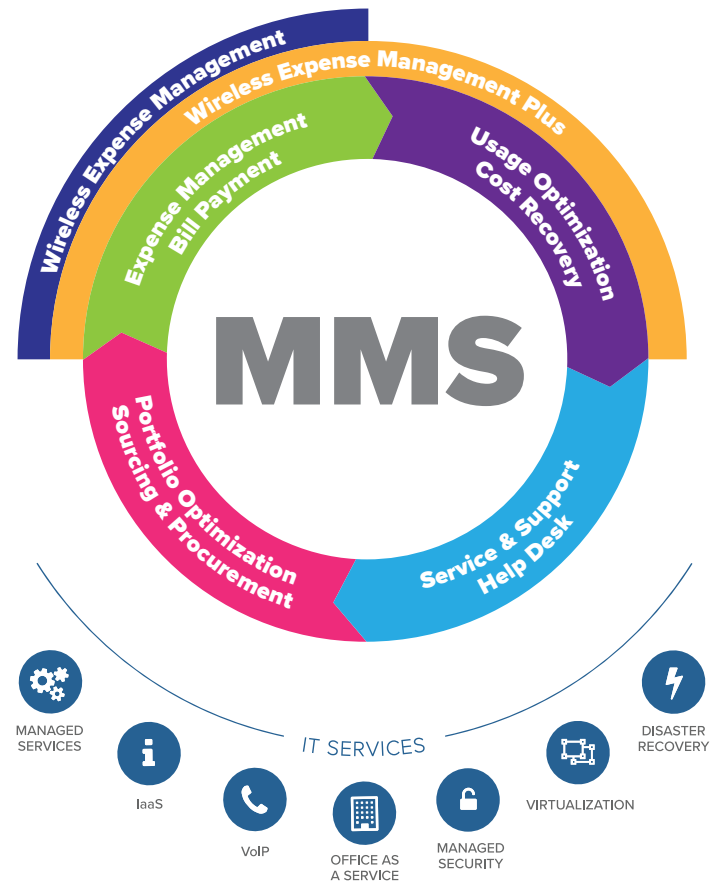 Wireless Expense Management
Wireless Expense Management Plus
Expense Management
Bill Payment
Usage Optimization
Cost Recovery
MMS
Portfolio Optimization
Sourcing & Procurement
Service & Support
Help Desk
IT SERVICES
MANAGED
SERVICES
IaaS
VoIP
OFFICE AS
A SERVICE
MANAGED
SECURITY
VIRTUALIZATION
DISASTER
RECOVERY